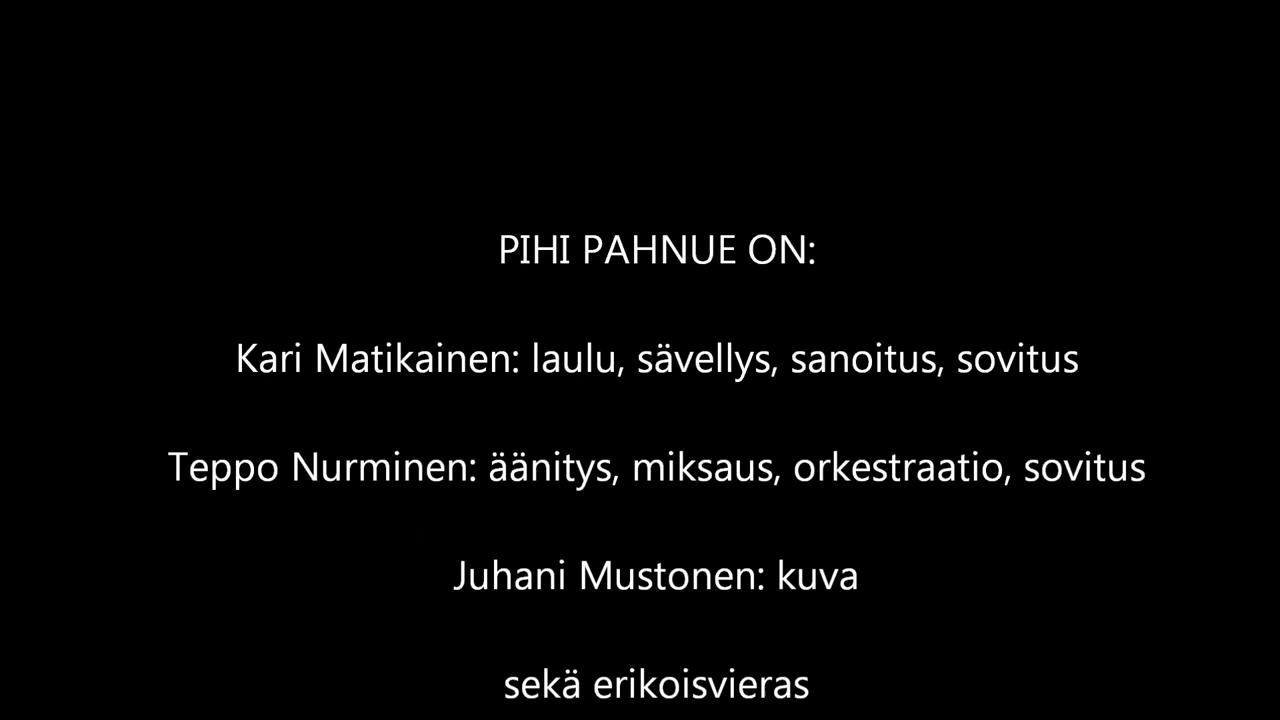 PIHI PAHNUE ON:
Kari Matikainen: laulu, sävellys, sanoitus, sovitus
Teppo Nurminen: äänitys, miksaus, orkestraatio, sovitus
Juhani Mustonen: kuva
sekä erikoisvieras